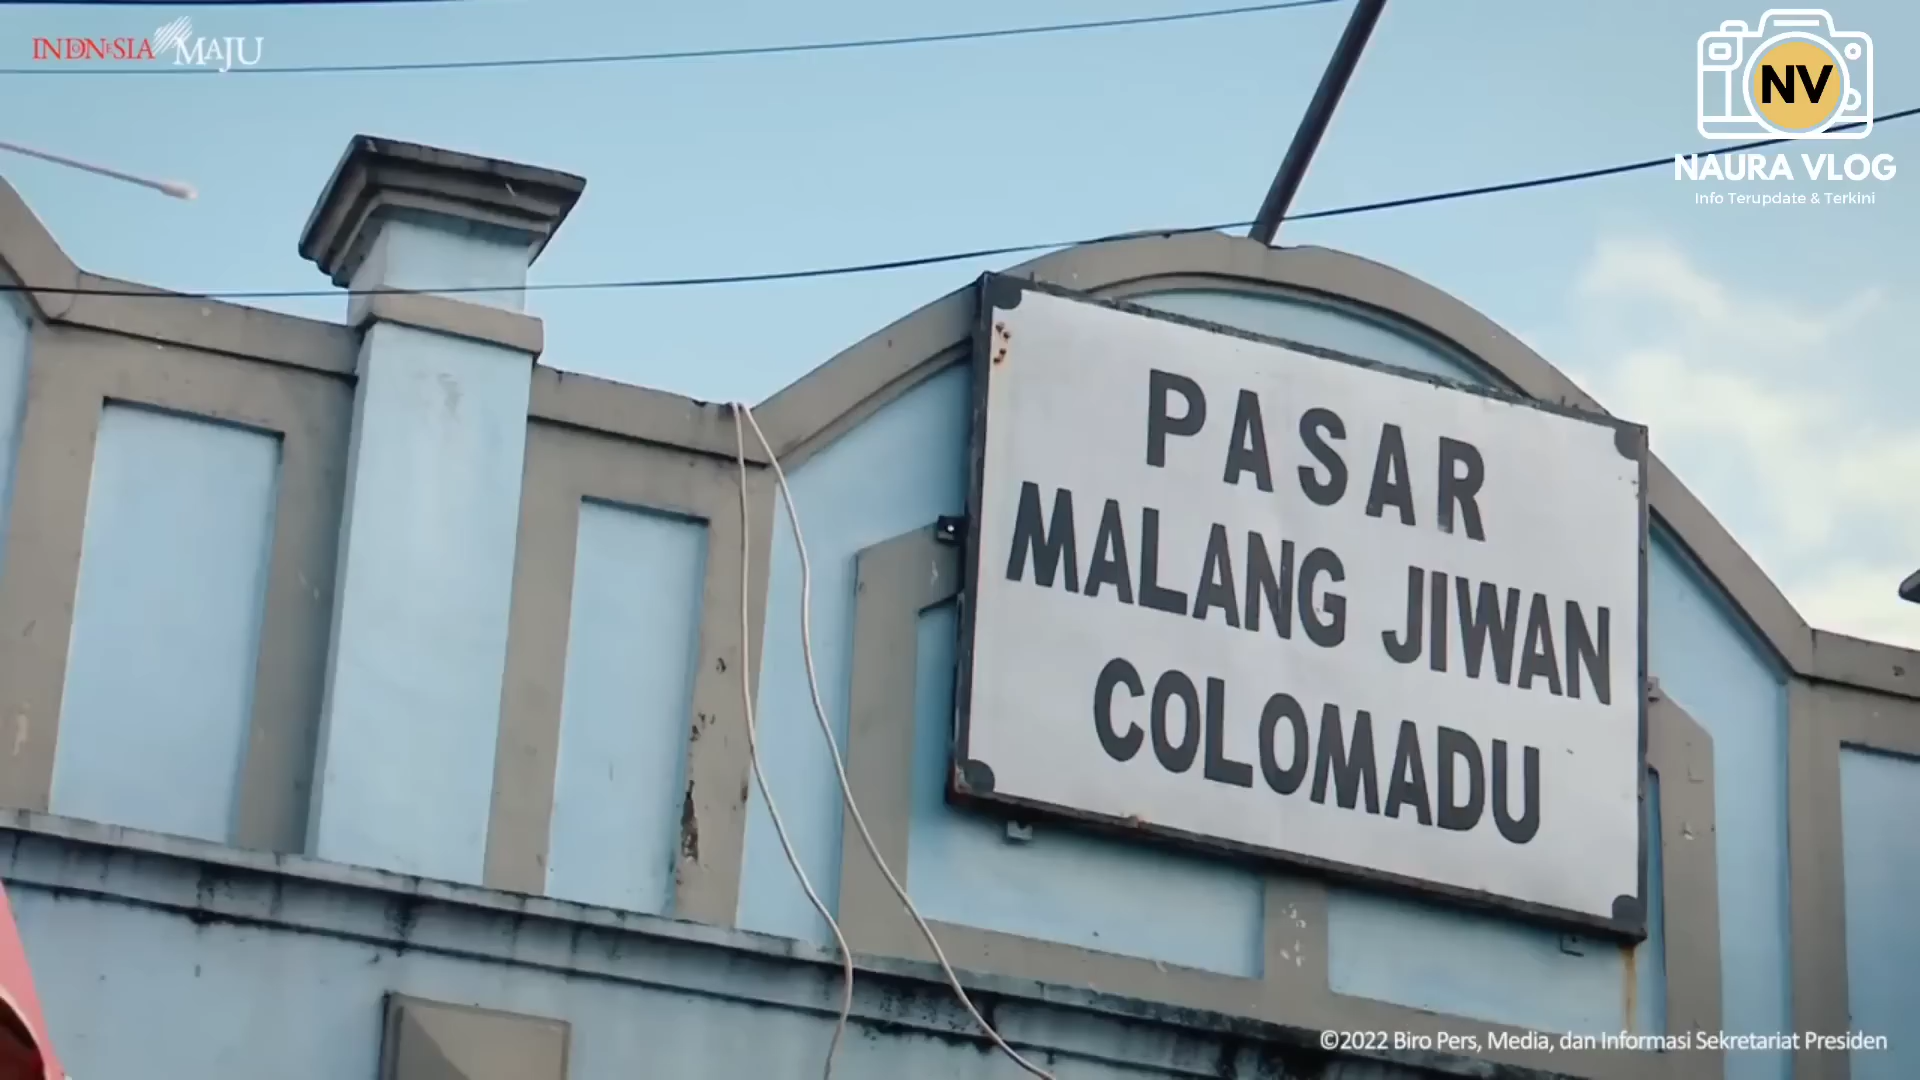 INDONESIA MAJU
NV
NAURA VLOG
Info Terupdate & Terkini
PASAR
MALANG JIWAN
COLOMADU
©2022 Biro Pers, Media, dan Informasi Sekretariat Presiden